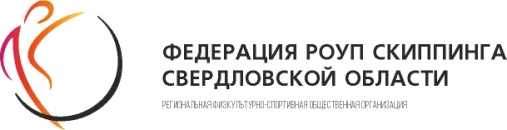 ФЕДЕРАЦИЯ РОУП СКИППИНГА
СВЕРДЛОВСКОЙ ОБЛАСТИ
РЕГИОНАЛЬНАЯ ФИЗКУЛЬТУРНО-СПОРТИВНАЯ ОБЩЕСТВЕННАЯ ОРГАНИЗАЦИЯ